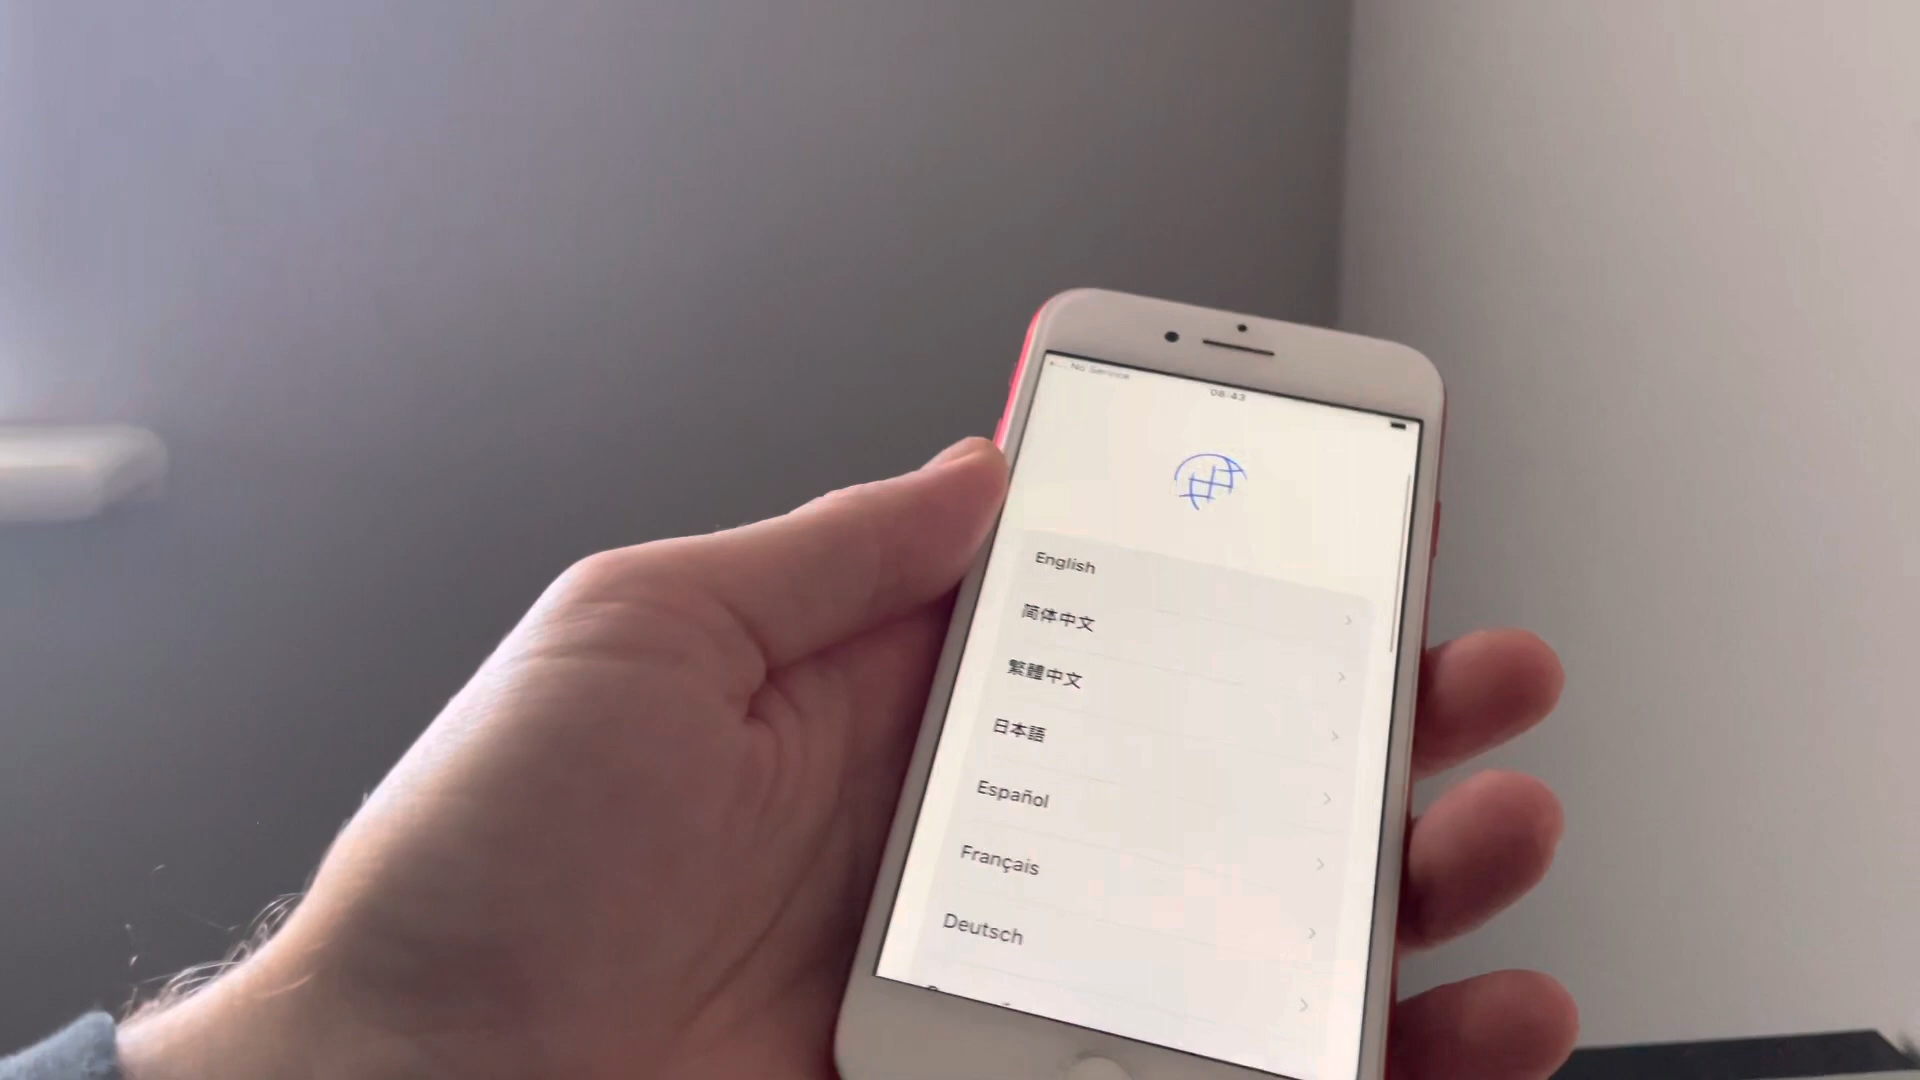 No Service
08:43
English
简体中文
繁體中文
日本語
Español
Français
Deutsch